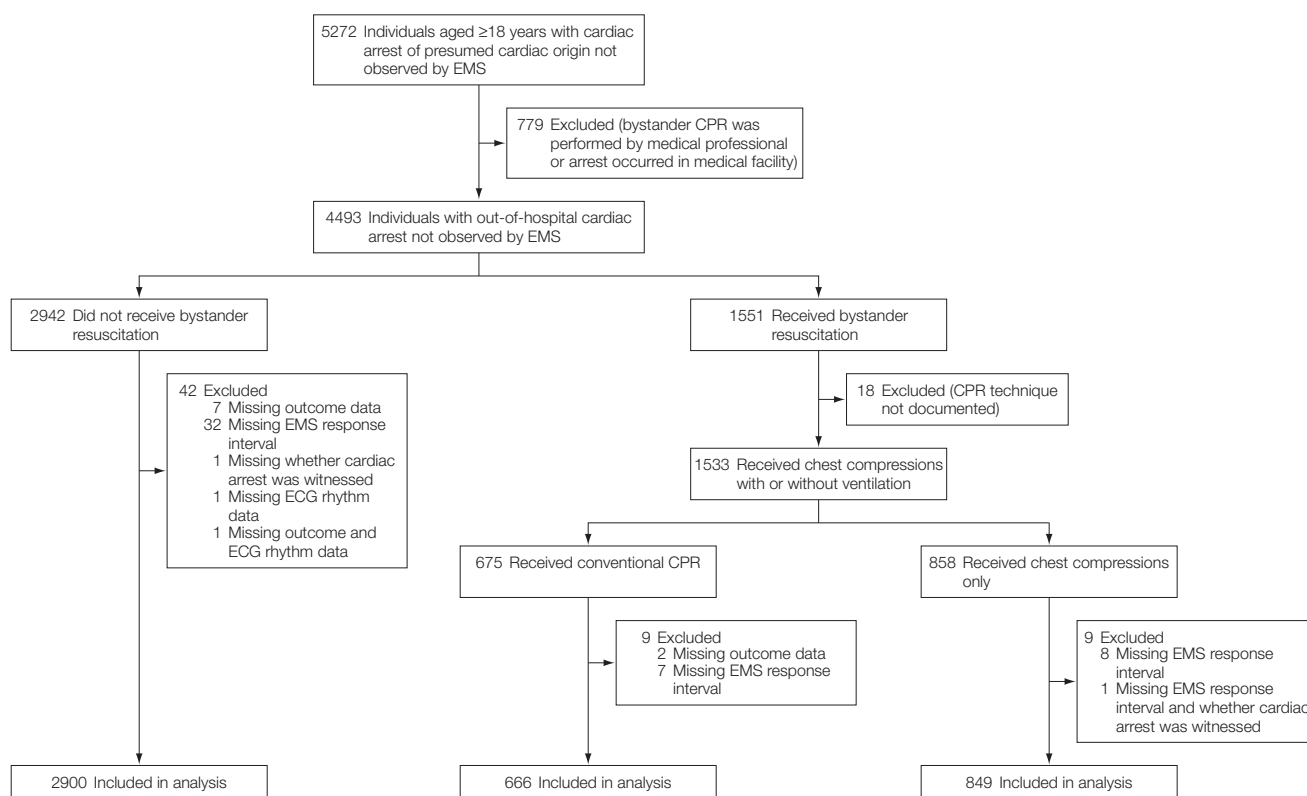 5272 Individuals aged ≥18 years with cardiac
arrest of presumed cardiac origin not
observed by EMS
779 Excluded (bystander CPR was
performed by medical professional
or arrest occurred in medical facility)
4493 Individuals with out-of-hospital cardiac
arrest not observed by EMS
2942 Did not receive bystander
resuscitation
1551 Received bystander
resuscitation
42 Excluded
7 Missing outcome data
32 Missing EMS response
interval
1 Missing whether cardiac
arrest was witnessed
1 Missing ECG rhythm
data
1 Missing outcome and
ECG rhythm data
18 Excluded (CPR technique
not documented)
1533 Received chest compressions
with or without ventilation
675 Received conventional CPR
858 Received chest compressions
only
9 Excluded
2 Missing outcome data
7 Missing EMS response
interval
9 Excluded
8 Missing EMS response
interval
1 Missing EMS response
interval and whether cardiac
arrest was witnessed
2900 Included in analysis
666 Included in analysis
849 Included in analysis